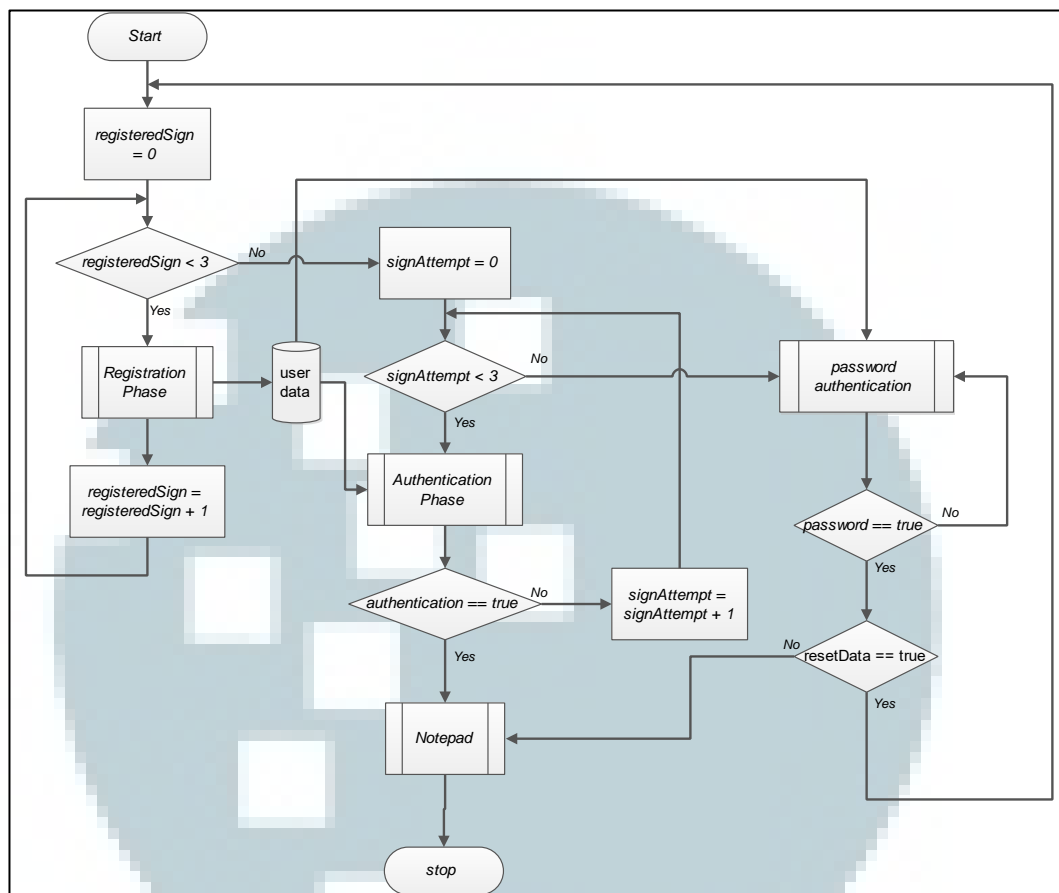 Start
registeredSign
= 0
registeredSign < 3
No
Yes
Registration
Phase
registeredSign =
registeredSign + 1
user
data
signAttempt = 0
signAttempt < 3
No
Yes
Authentication
Phase
authentication == true
No
Yes
signAttempt =
signAttempt + 1
Notepad
stop
password
authentication
password == true
No
Yes
resetData == true
No
Yes